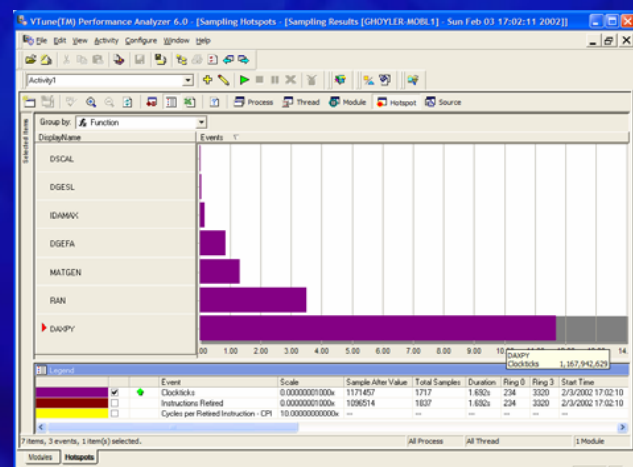 VTune(TM) Performance Analyzer 6.0 - [Sampling Hotspots - [Sampling Results [GHOYLER-MOBL1] - Sun Feb 03 17:02:11 2002]]
File Edit View Activity Configure Window Help
Activity1
Process Thread Module Hotspot Source
Group by: Function
Selected Items
DisplayName Events
DSCAL
DGESL
IDAMAX
DGEFA
MATGEN
RAN
DAXPY
.00 1.00 2.00 3.00 4.00 5.00 6.00 7.00 8.00 9.00 10.00 14.
DAXPY
Clockticks 1,167,942,629
Legend
Event Scale Sample After Value Total Samples Duration Ring 0 Ring 3 Start Time
Clockticks 0.00000001000x 1171457 1717 1.692s 234 3320 2/3/2002 17:02:10
Instructions Retired 0.00000001000x 1096514 1837 1.692s 234 3320 2/3/2002 17:02:10
Cycles per Retired Instruction - CPI 10.00000000000x -- -- -- -- -- --
7 items, 3 events, 1 item(s) selected. All Process All Thread 1 Module
Modules Hotspots